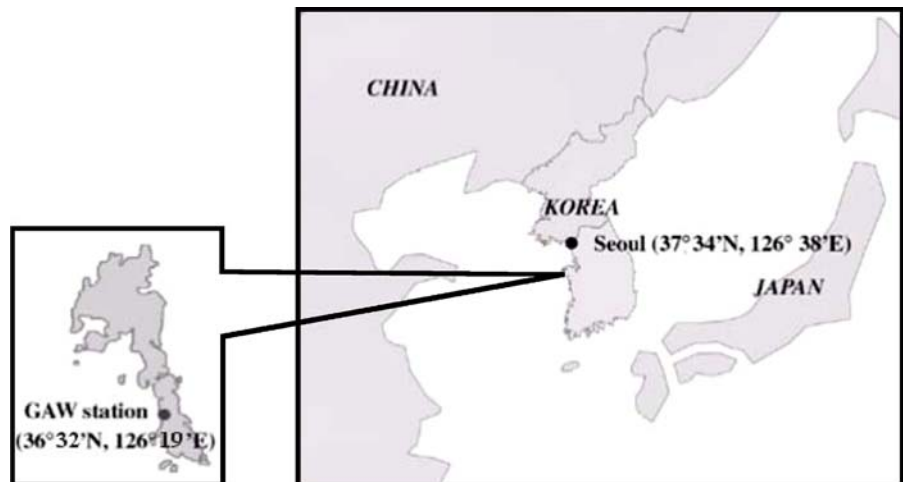 CHINA
KOREA
Seoul (37°34'N, 126° 38'E)
JAPAN
GAW station
(36°32'N, 126°19'E)